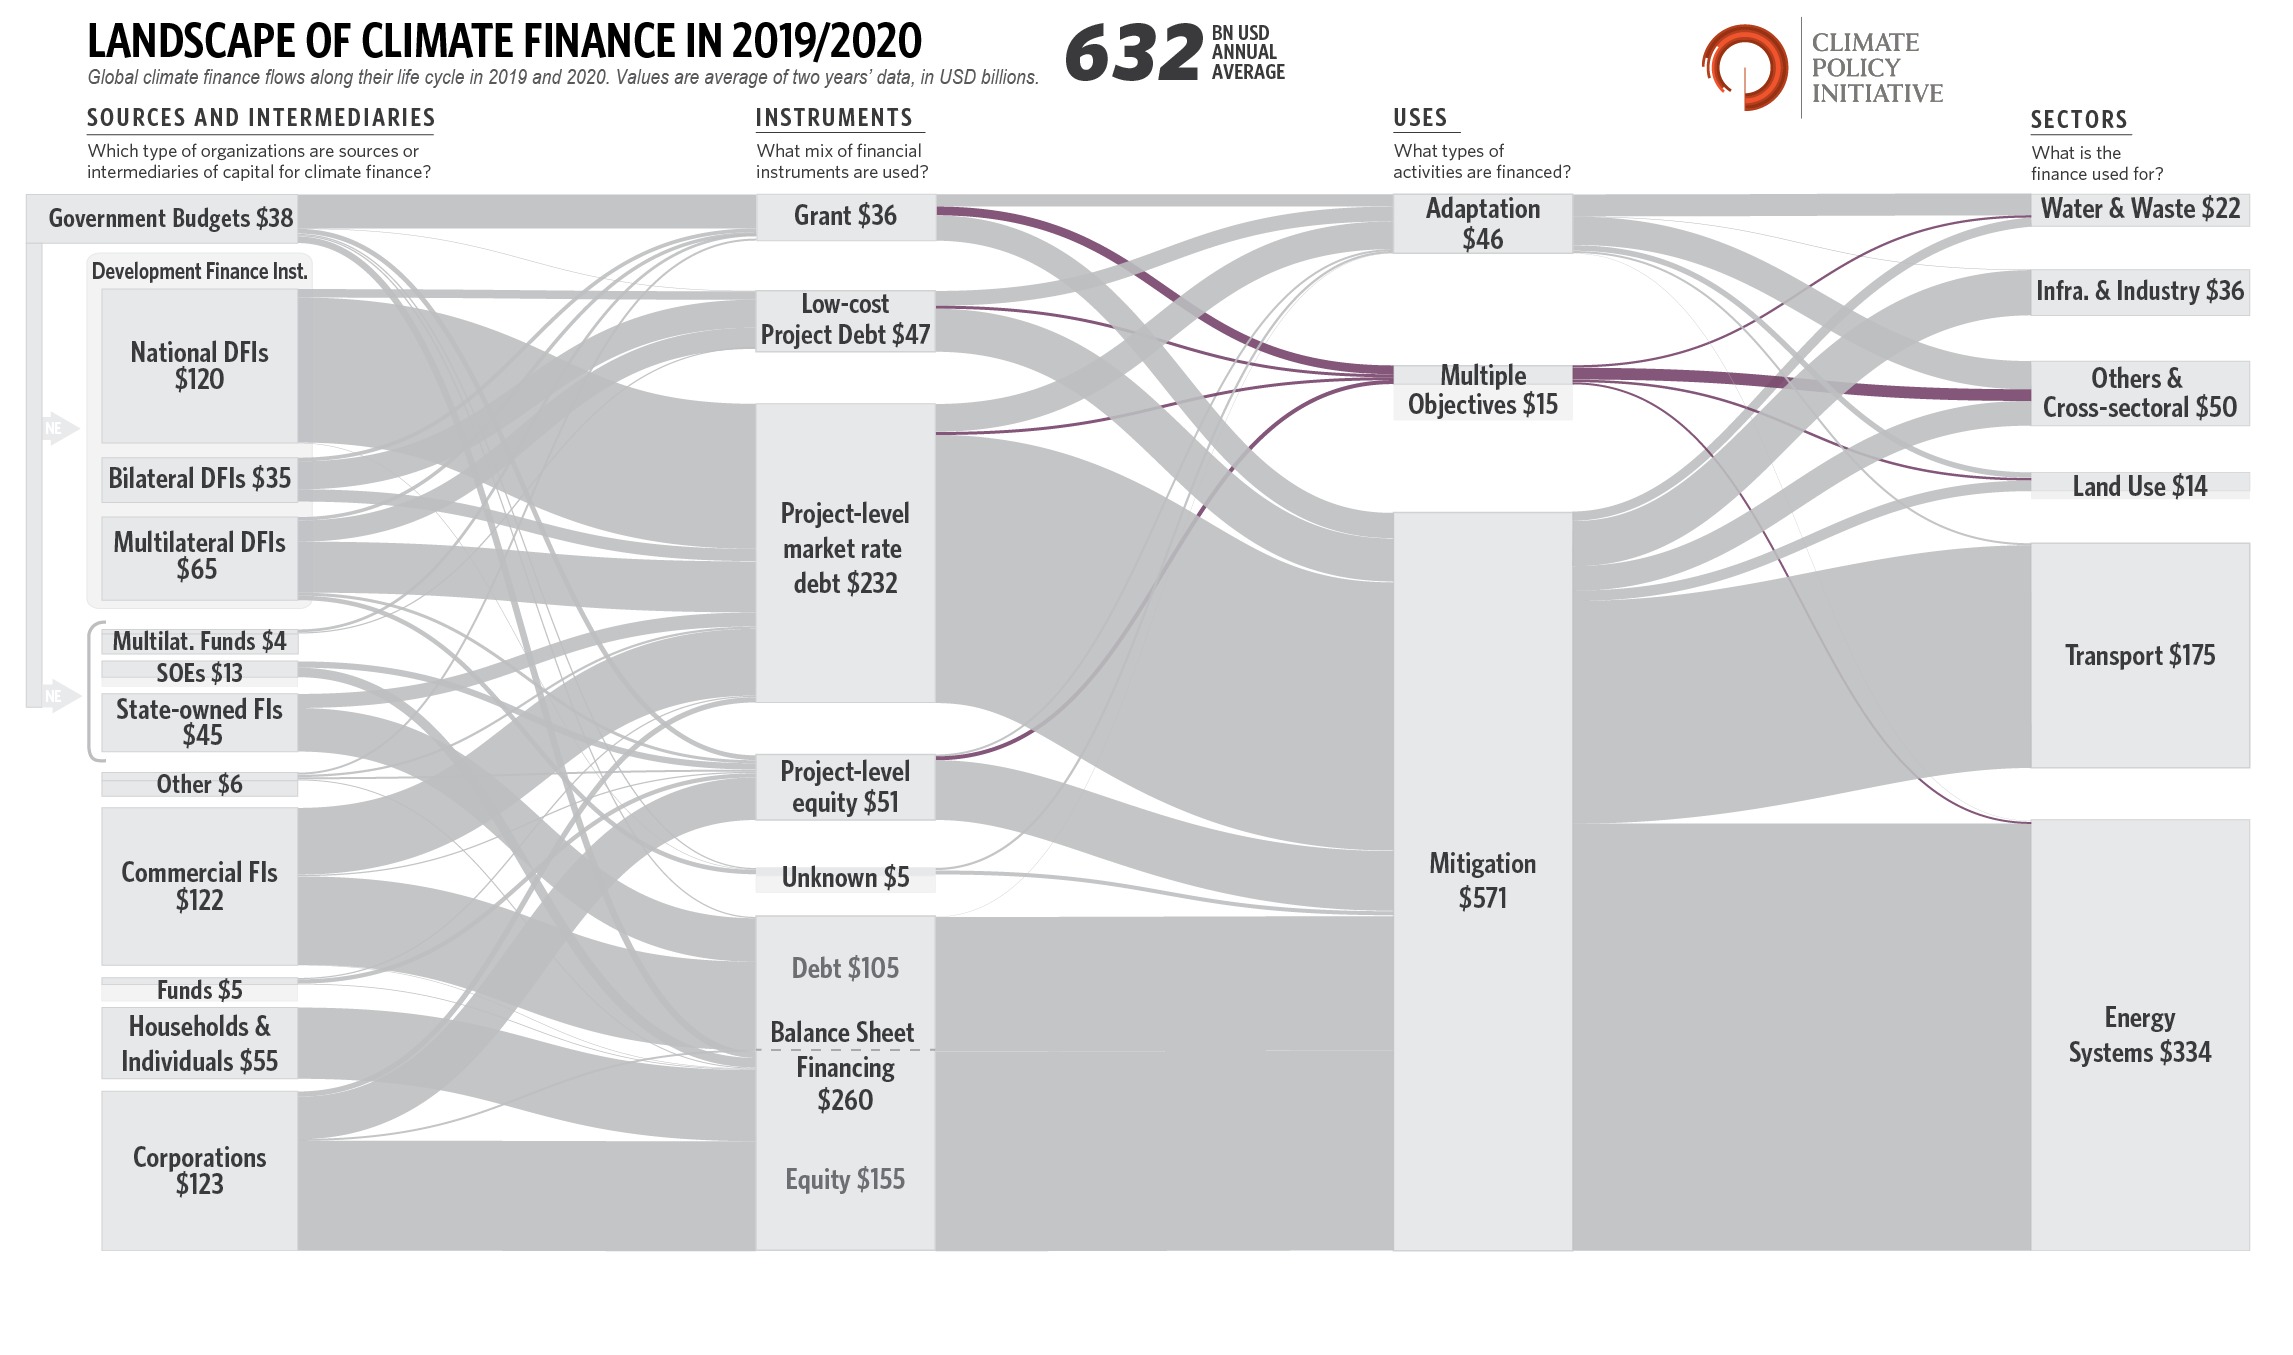 LANDSCAPE OF CLIMATE FINANCE IN 2019/2020
Global climate finance flows along their life cycle in 2019 and 2020. Values are average of two years' data, in USD billions.
632
BN USD
ANNUAL
AVERAGE
CLIMATE
POLICY
INITIATIVE
SOURCES AND INTERMEDIARIES
Which type of organizations are sources or
intermediaries of capital for climate finance?
Government Budgets $38
Development Finance Inst.
National DFIs
$120
NE
Bilateral DFIs $35
Multilateral DFIs
$65
Multilat. Funds $4
SOEs $13
NE
State-owned FIs
$45
Other $6
Commercial FIs
$122
Funds $5
Households &
Individuals $55
Corporations
$123
INSTRUMENTS
What mix of financial
instruments are used?
Grant $36
Low-cost
Project Debt $47
Project-level
market rate
debt $232
Project-level
equity $51
Unknown $5
Debt $105
Balance Sheet
Financing
$260
Equity $155
USES
What types of
activities are financed?
Adaptation
$46
Multiple
Objectives $15
Mitigation
$571
SECTORS
What is the
finance used for?
Water & Waste $22
Infra. & Industry $36
Others &
Cross-sectoral $50
Land Use $14
Transport $175
Energy
Systems $334